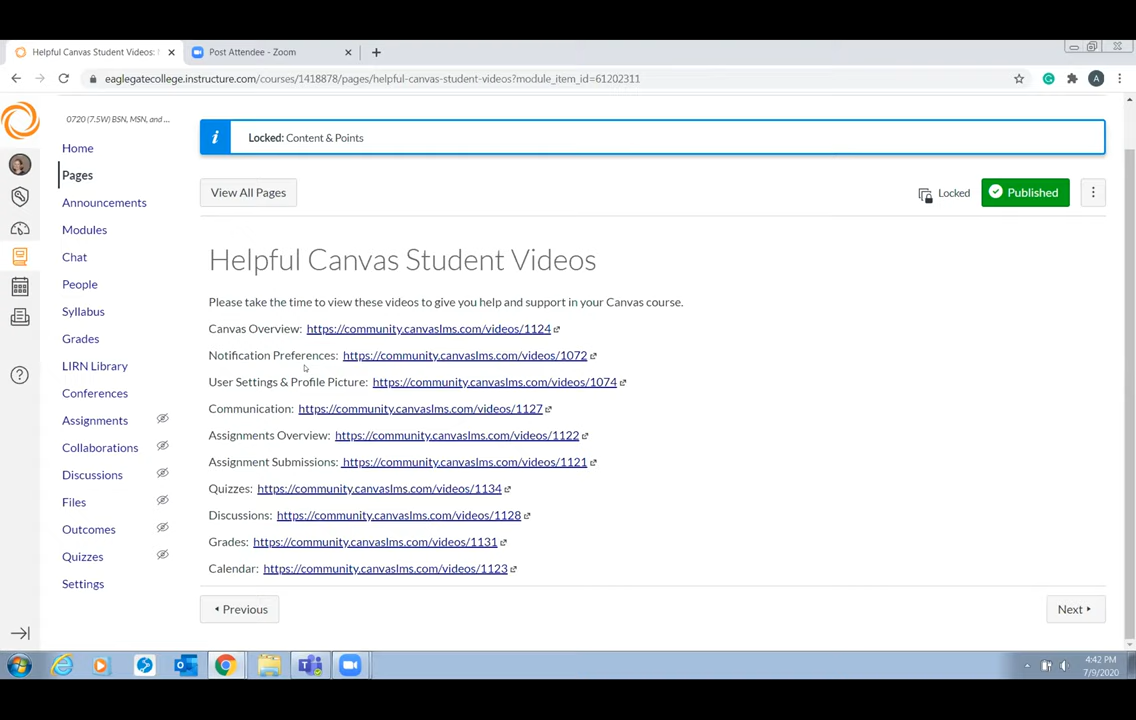 Helpful Canvas Student Videos:
Post Attendee - Zoom
eaglegatecollege.instructure.com/courses/1418878/pages/helpful-canvas-student-videos?module_item_id=61202311
A
0720 (7.5W) BSN, MSN, and ...
Home
Pages
Announcements
Modules
Chat
People
Syllabus
Grades
LIRN Library
Conferences
Assignments
Collaborations
Discussions
Files
Outcomes
Quizzes
Settings
Locked: Content & Points
View All Pages
Locked
Published
Helpful Canvas Student Videos
Please take the time to view these videos to give you help and support in your Canvas course.
Canvas Overview: https://community.canvaslms.com/videos/1124
Notification Preferences: https://community.canvaslms.com/videos/1072
User Settings & Profile Picture: https://community.canvaslms.com/videos/1074
Communication: https://community.canvaslms.com/videos/1127
Assignments Overview: https://community.canvaslms.com/videos/1122
Assignment Submissions: https://community.canvaslms.com/videos/1121
Quizzes: https://community.canvaslms.com/videos/1134
Discussions: https://community.canvaslms.com/videos/1128
Grades: https://community.canvaslms.com/videos/1131
Calendar: https://community.canvaslms.com/videos/1123
Previous
Next
4:42 PM
7/9/2020